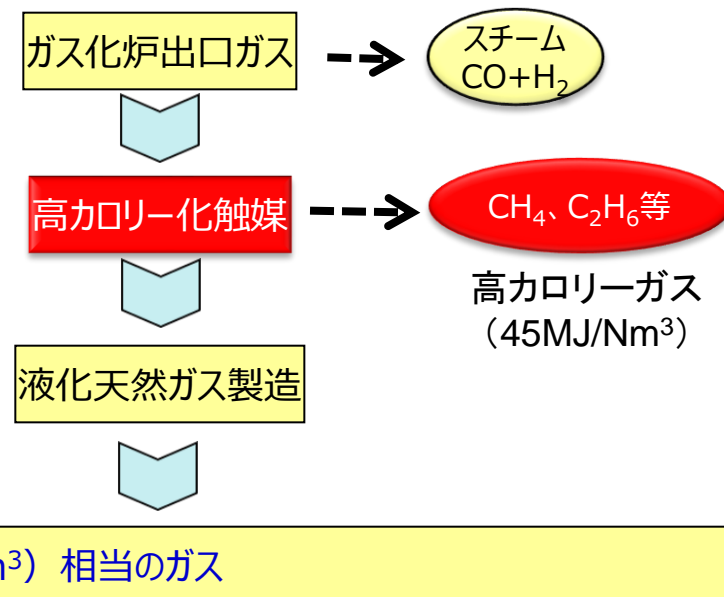 ガス化炉出口ガス
スチーム
CO+H₂
高カロリー化触媒
CH₄、C₂H₆等
高カロリーガス
（45MJ/Nm³）
液化天然ガス製造
m³）相当のガス